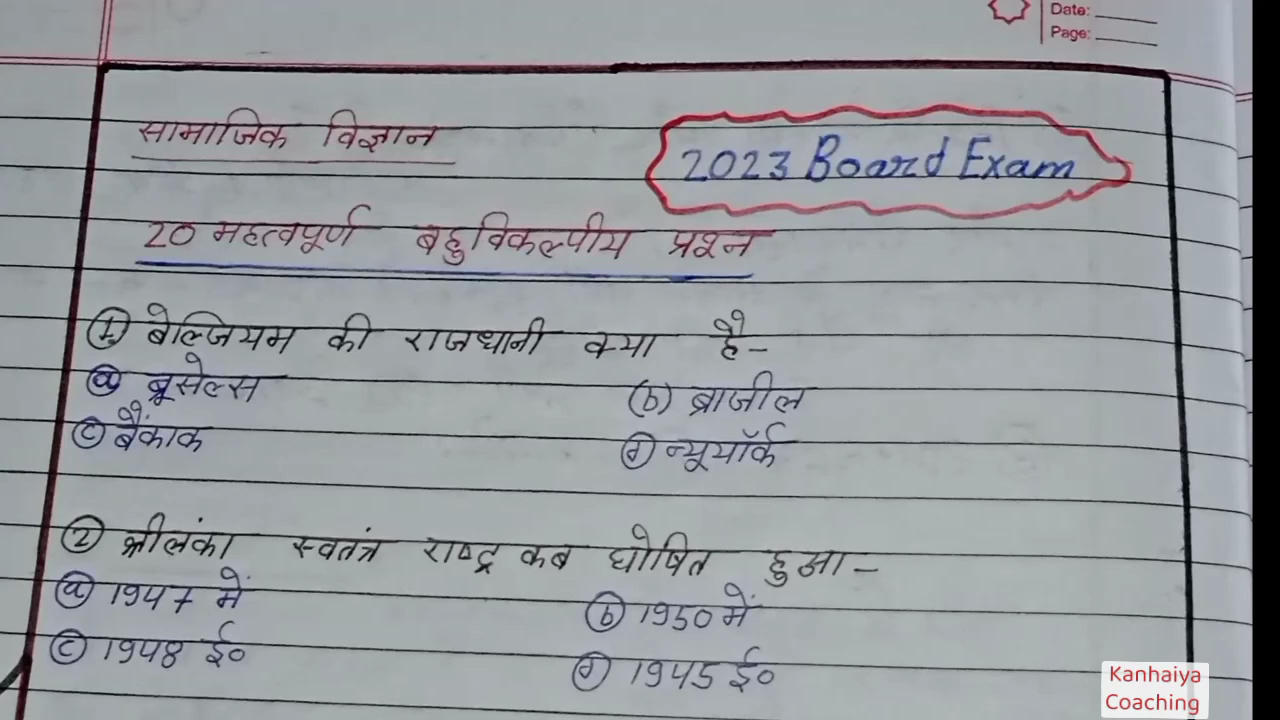 Date:
Page:
सामाजिक विज्ञान
2023 Board Exam
20 महत्वपूर्ण बहुविकल्पीय प्रश्न
① बेल्जियम की राजधानी क्या है-
ⓐ ब्रूसेल्स (b) ब्राजील
ⓒ बैंकाक ⓓ न्यूयॉर्क
② श्रीलंका स्वतंत्र राष्ट्र कब घोषित हुआ-
ⓐ 1947 में ⓑ 1950 में
ⓒ 1948 ई० ⓓ 1945 ई०
Kanhaiya
Coaching